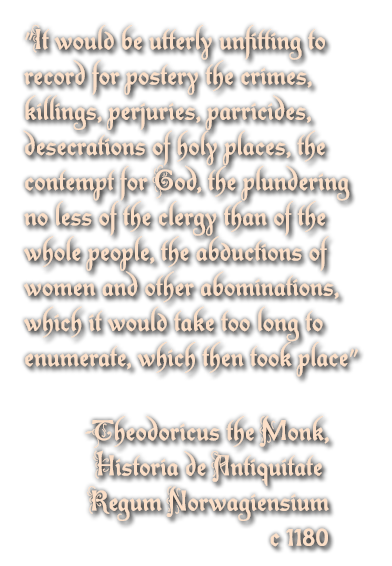 "It would be utterly unfitting to
record for postery the crimes,
killings, perjuries, parricides,
desecrations of holy places, the
contempt for God, the plundering
no less of the clergy than of the
whole people, the abductions of
women and other abominations,
which it would take too long to
enumerate, which then took place"
-Theodoricus the Monk,
Historia de Antiquitate
Regum Norwagiensium
c 1180